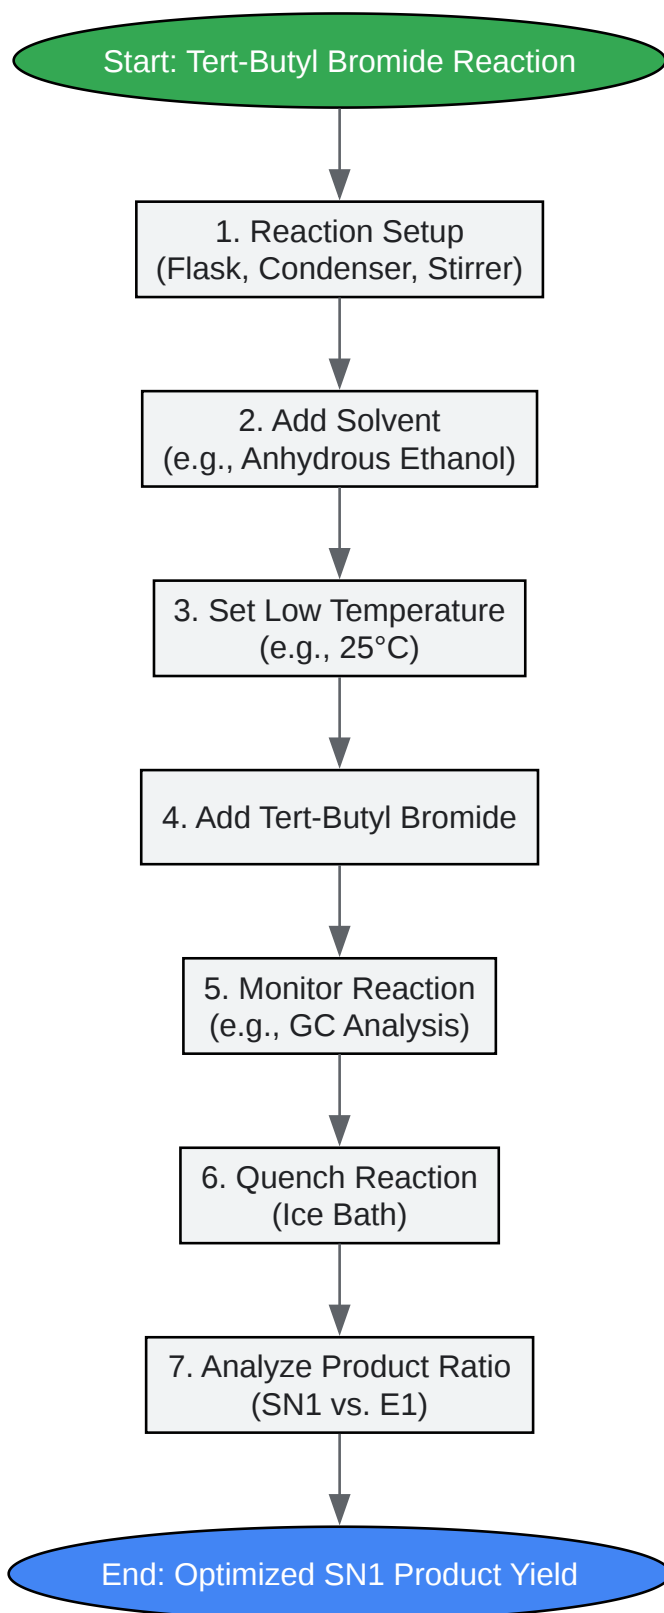 Start: Tert-Butyl Bromide Reaction
1. Reaction Setup
(Flask, Condenser, Stirrer)
2. Add Solvent
(e.g., Anhydrous Ethanol)
3. Set Low Temperature
(e.g., 25°C)
4. Add Tert-Butyl Bromide
5. Monitor Reaction
(e.g., GC Analysis)
6. Quench Reaction
(Ice Bath)
7. Analyze Product Ratio
(SN1 vs. E1)
End: Optimized SN1 Product Yield